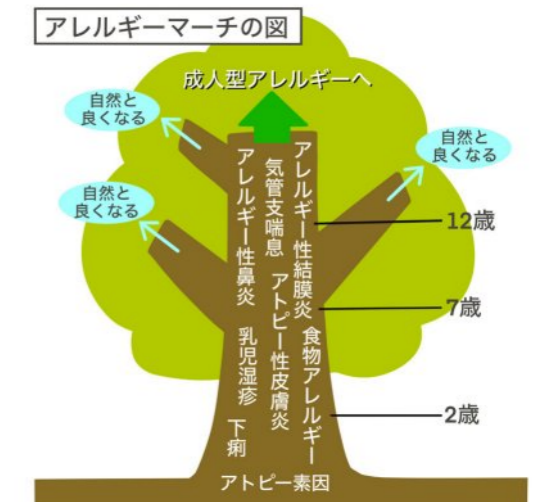 アレルギーマーチの図
成人型アレルギーへ
自然と
良くなる
自然と
良くなる
自然と
良くなる
アレルギー性結膜炎
気管支喘息
アレルギー性鼻炎
12歳
7歳
食物アレルギー
アトピー性皮膚炎
乳児湿疹
下痢
2歳
アトピー素因